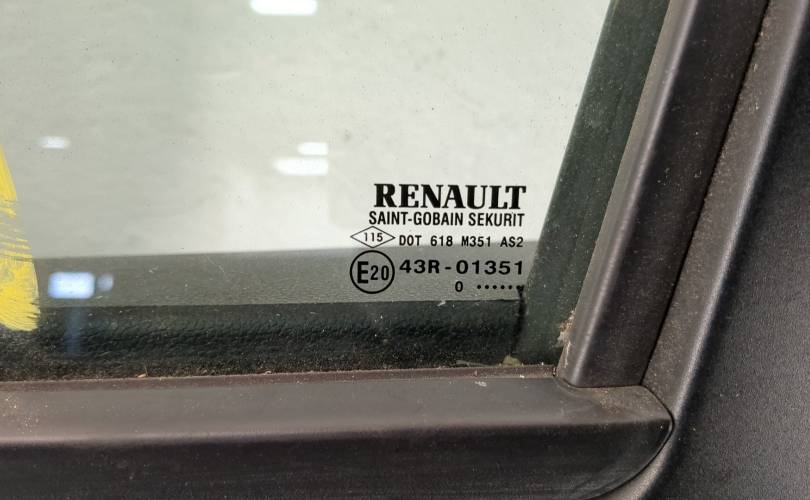 RENAULT
SAINT-GOBAIN SEKURIT
115 DOT 618 M351 AS2
E20 43R-01351
0 ••••••